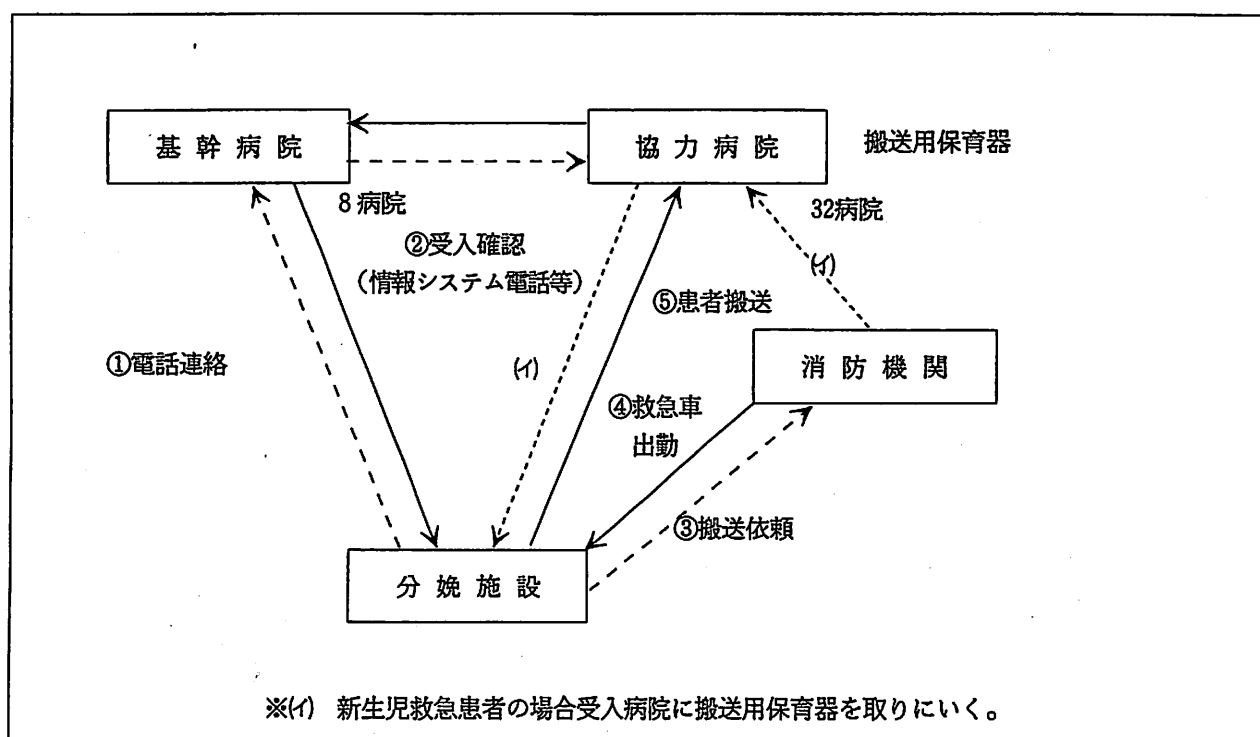 基幹病院
協力病院
搬送用保育器
8病院
32病院
②受入確認
(情報システム電話等)
(イ)
⑤患者搬送
①電話連絡
(イ)
消防機関
④救急車
出勤
③搬送依頼
分娩施設
※(イ) 新生児救急患者の場合受入病院に搬送用保育器を取りにいく。